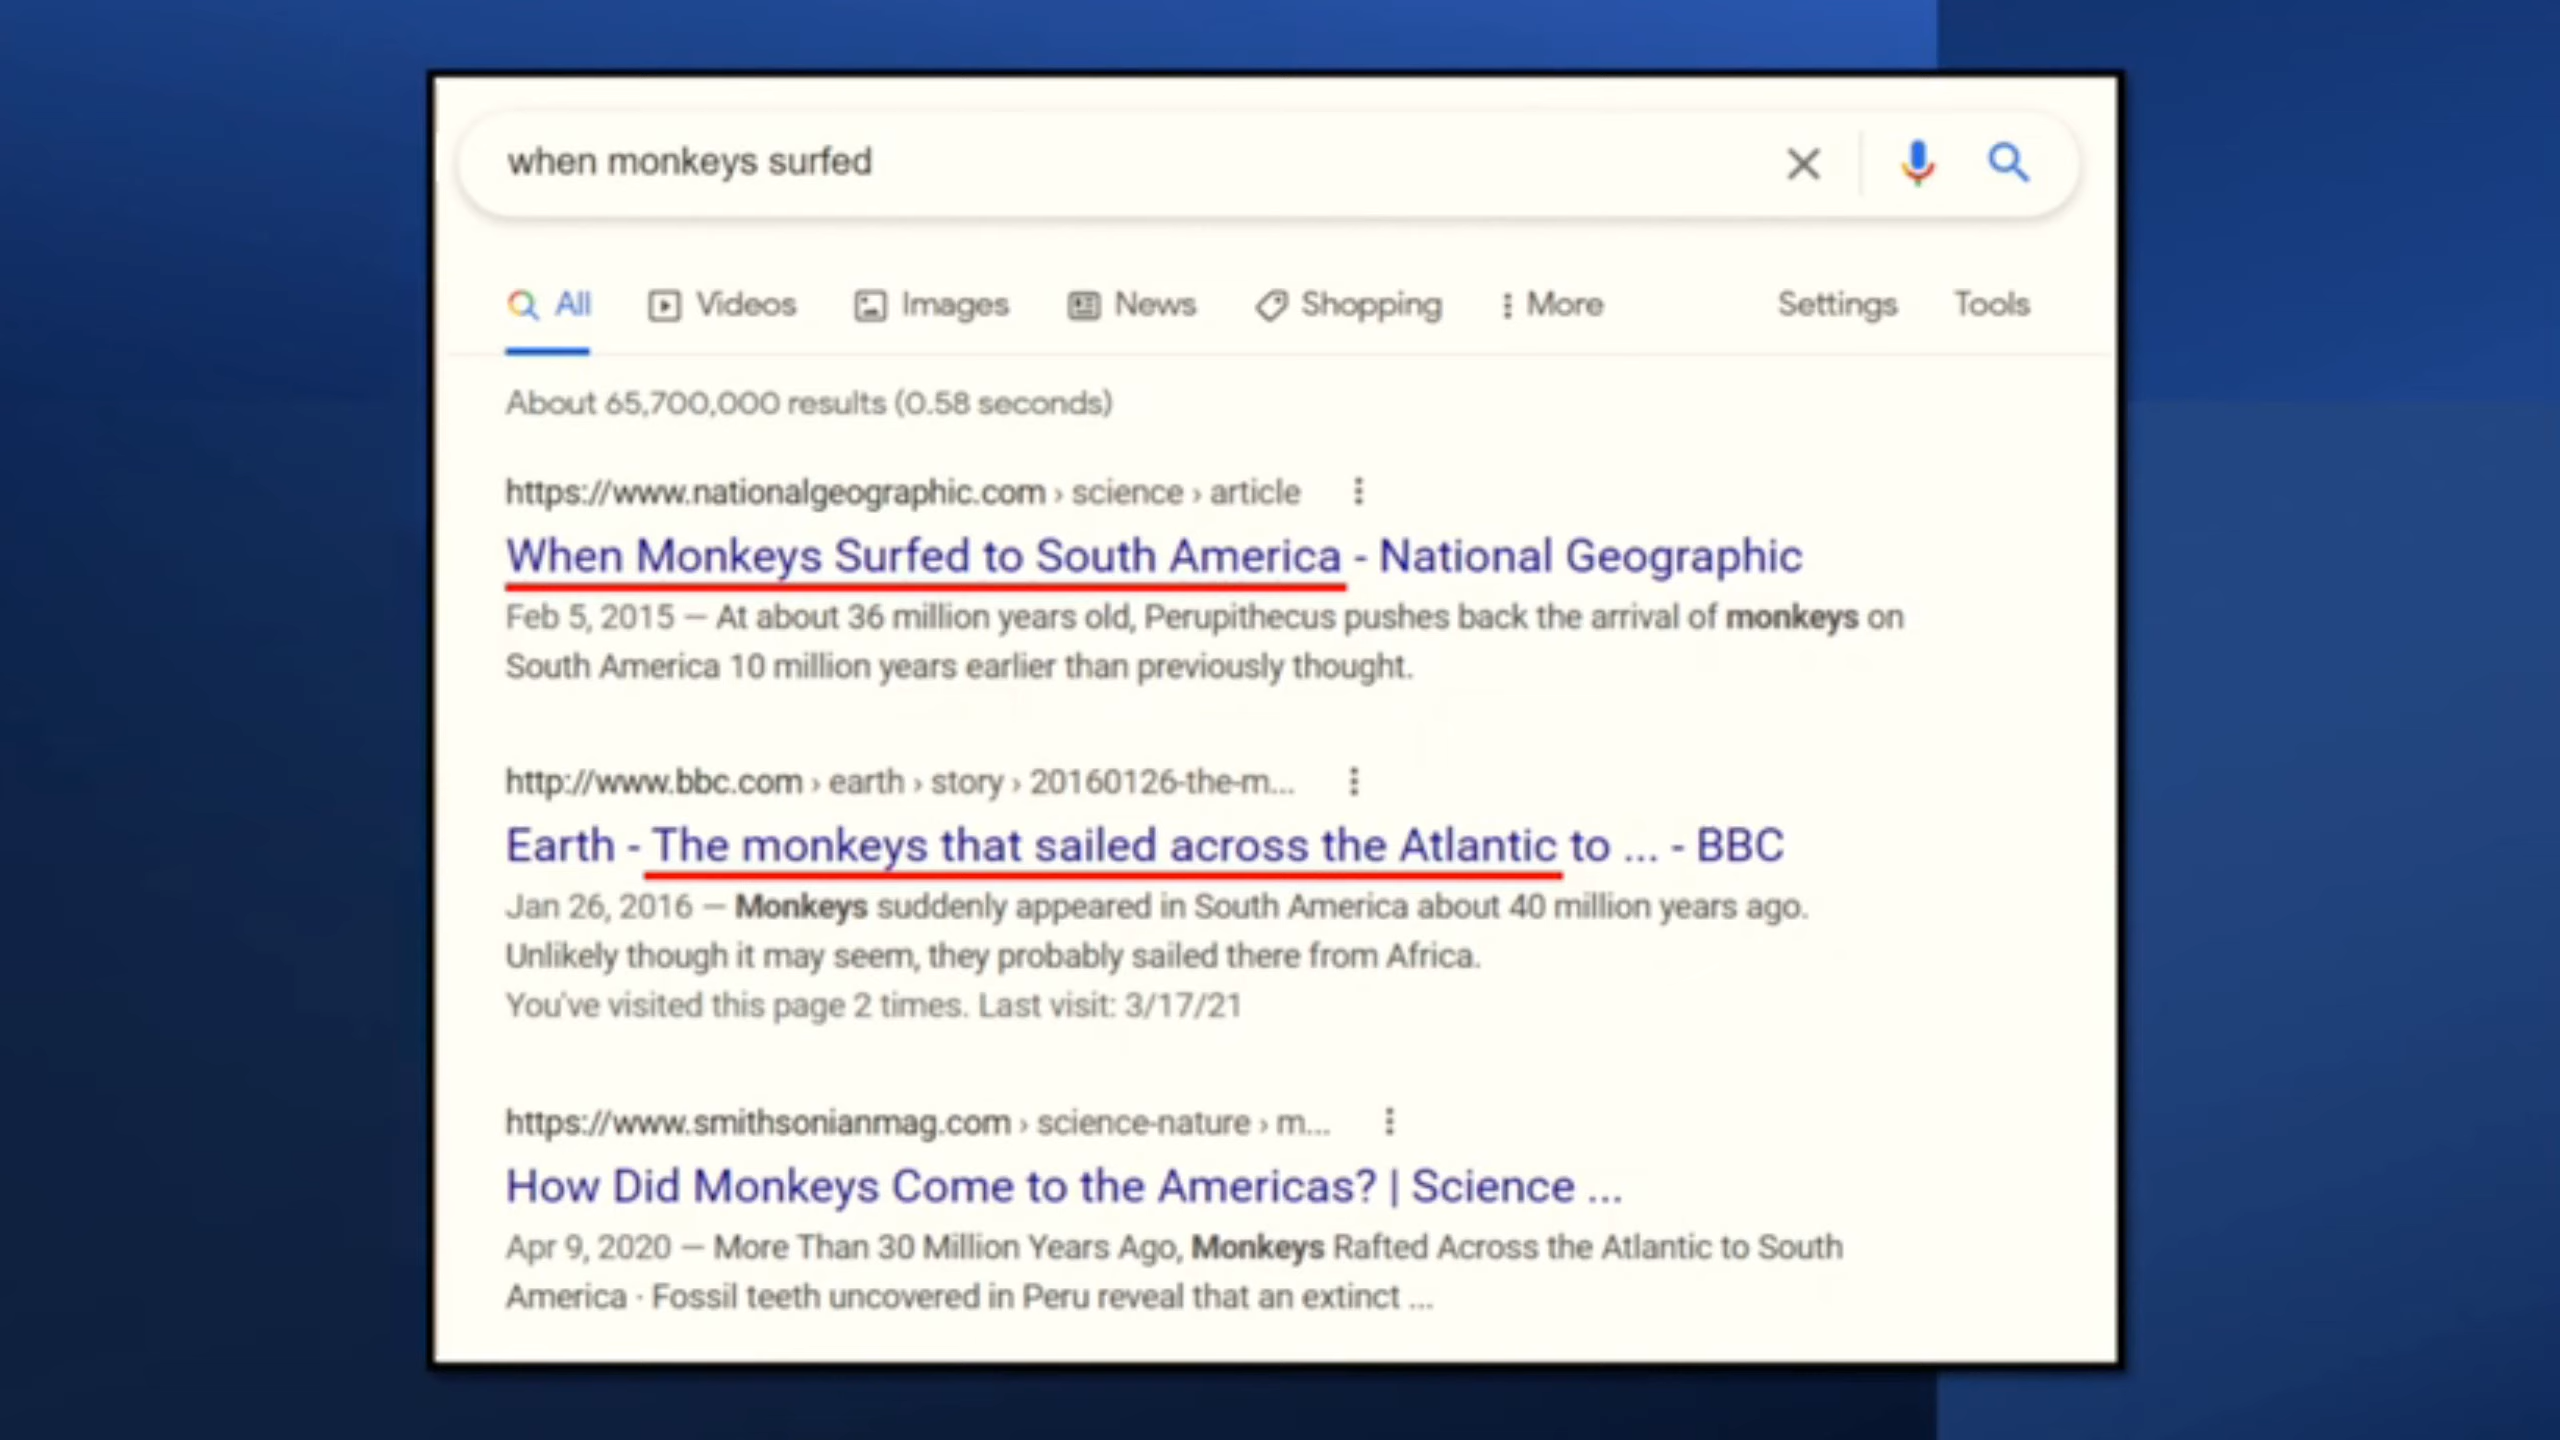 when monkeys surfed
All Videos Images News Shopping More Settings Tools
About 65,700,000 results (0.58 seconds)
https://www.nationalgeographic.com › science › article
When Monkeys Surfed to South America - National Geographic
Feb 5, 2015 — At about 36 million years old, Perupithecus pushes back the arrival of monkeys on
South America 10 million years earlier than previously thought.
http://www.bbc.com › earth › story › 20160126-the-m...
Earth - The monkeys that sailed across the Atlantic to ... - BBC
Jan 26, 2016 — Monkeys suddenly appeared in South America about 40 million years ago.
Unlikely though it may seem, they probably sailed there from Africa.
You've visited this page 2 times. Last visit: 3/17/21
https://www.smithsonianmag.com › science-nature › m...
How Did Monkeys Come to the Americas? | Science ...
Apr 9, 2020 — More Than 30 Million Years Ago, Monkeys Rafted Across the Atlantic to South
America · Fossil teeth uncovered in Peru reveal that an extinct ...